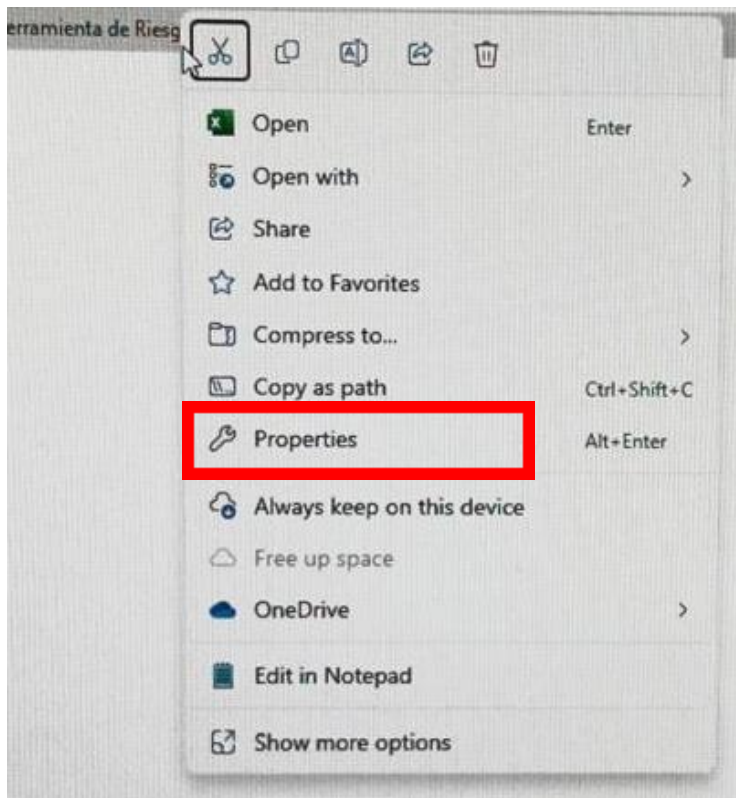 erramienta de Riesg
Open Enter
Open with
Share
Add to Favorites
Compress to...
Copy as path Ctrl+Shift+C
Properties Alt+Enter
Always keep on this device
Free up space
OneDrive
Edit in Notepad
Show more options